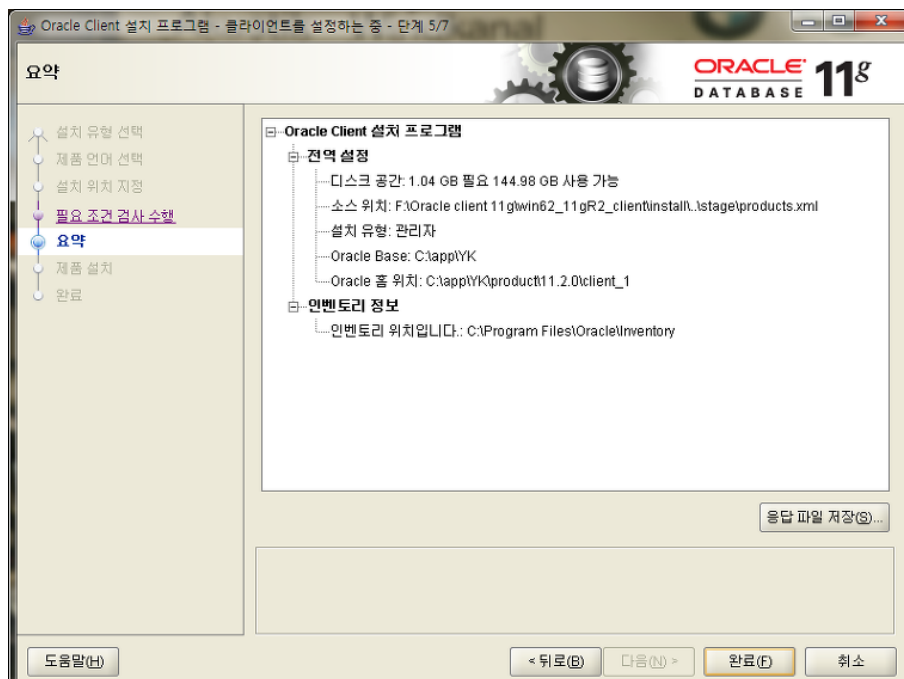 Oracle Client 설치 프로그램 - 클라이언트를 설정하는 중 - 단계 5/7
요약
ORACLE
DATABASE
11g
설치 유형 선택
제품 언어 선택
설치 위치 지정
필요 조건 검사 수행
요약
제품 설치
완료
Oracle Client 설치 프로그램
전역 설정
디스크 공간: 1.04 GB 필요 144.98 GB 사용 가능
소스 위치: F:\Oracle client 11g\win62_11gR2_client\install\..\stage\products.xml
설치 유형: 관리자
Oracle Base: C:\app\YK
Oracle 홈 위치: C:\app\YK\product\11.2.0\client_1
인벤토리 정보
인벤토리 위치입니다.: C:\Program Files\Oracle\Inventory
응답 파일 저장(S)...
도움말(H)
< 뒤로(B)
다음(N) >
완료(F)
취소